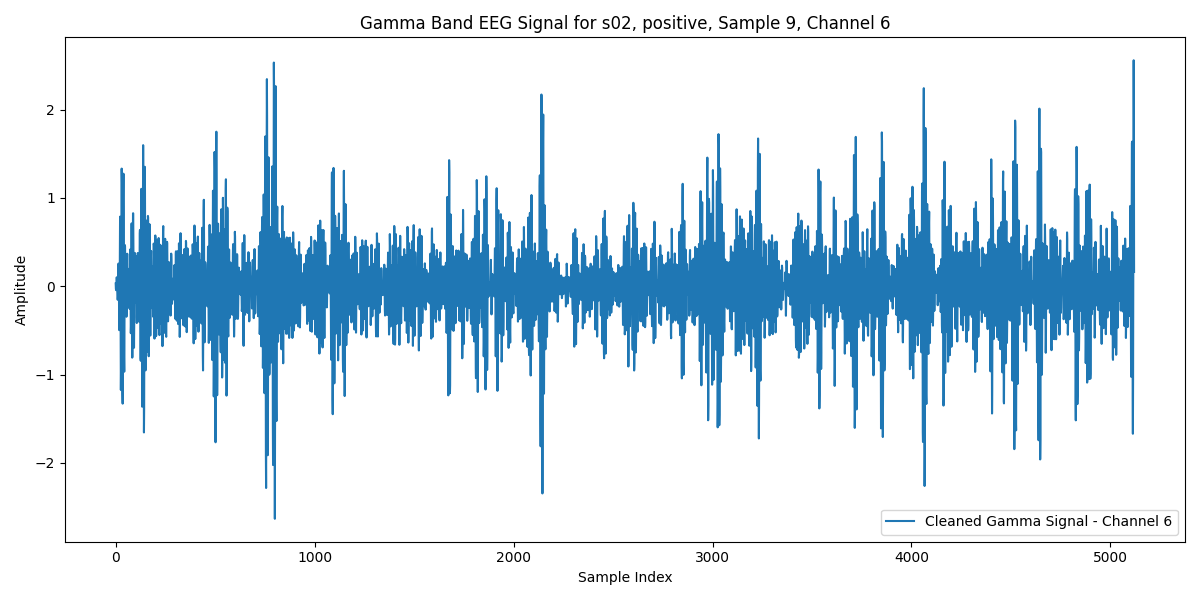 Gamma Band EEG Signal for s02, positive, Sample 9, Channel 6
Amplitude
2
1
0
−1
−2
Cleaned Gamma Signal - Channel 6
0 1000 2000 3000 4000 5000
Sample Index